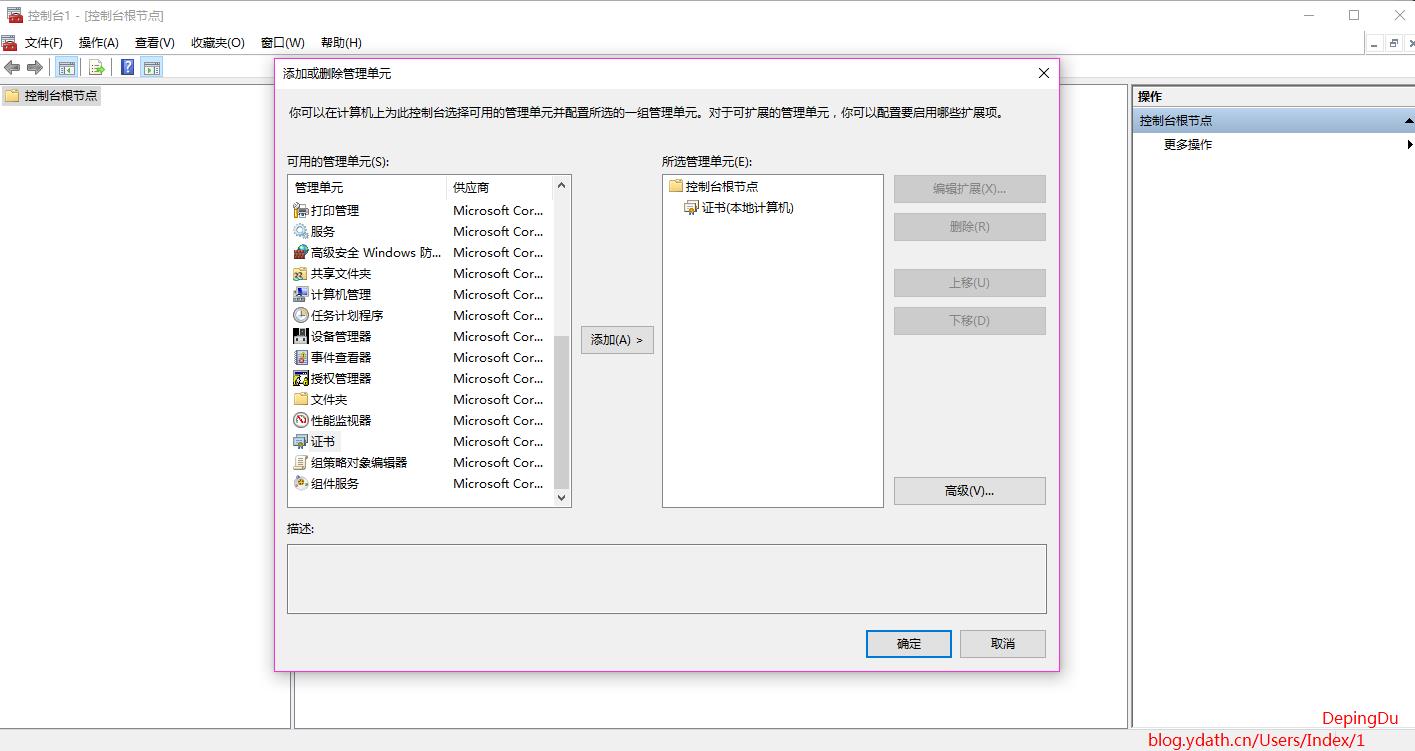 控制台1 - [控制台根节点]
文件(F) 操作(A) 查看(V) 收藏夹(O) 窗口(W) 帮助(H)
控制台根节点
添加或删除管理单元
你可以在计算机上为此控制台选择可用的管理单元并配置所选的一组管理单元。对于可扩展的管理单元，你可以配置要启用哪些扩展项。
可用的管理单元(S):
管理单元 供应商
打印管理 Microsoft Cor...
服务 Microsoft Cor...
高级安全 Windows 防... Microsoft Cor...
共享文件夹 Microsoft Cor...
计算机管理 Microsoft Cor...
任务计划程序 Microsoft Cor...
设备管理器 Microsoft Cor...
事件查看器 Microsoft Cor...
授权管理器 Microsoft Cor...
文件夹 Microsoft Cor...
性能监视器 Microsoft Cor...
证书 Microsoft Cor...
组策略对象编辑器 Microsoft Cor...
组件服务 Microsoft Cor...
添加(A) >
所选管理单元(E):
控制台根节点
证书(本地计算机)
编辑扩展(X)...
删除(R)
上移(U)
下移(D)
高级(V)...
描述:
确定
取消
操作
控制台根节点
更多操作
DepingDu
blog.ydath.cn/Users/Index/1